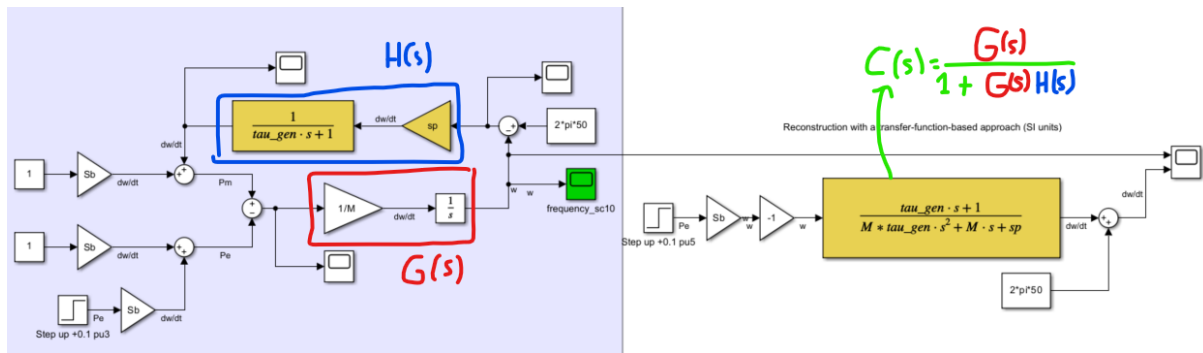 H(s)
C(s) = G(s) / 1 + G(s) H(s)
1
tau_gen · s + 1
dw/dt
sp
2*pi*50
-
+
Reconstruction with a transfer-function-based approach (SI units)
dw/dt
1
Sb
dw/dt
+
+
Pm
+
-
1/M
dw/dt
1
s
w
w
frequency_sc10
G(s)
1
Sb
dw/dt
+
+
Pe
Pe
Sb
dw/dt
Step up +0.1 pu3
Pe
Step up +0.1 pu5
Sb
w
w
-1
w
tau_gen · s + 1
M * tau_gen · s² + M · s + sp
dw/dt
+
+
dw/dt
2*pi*50